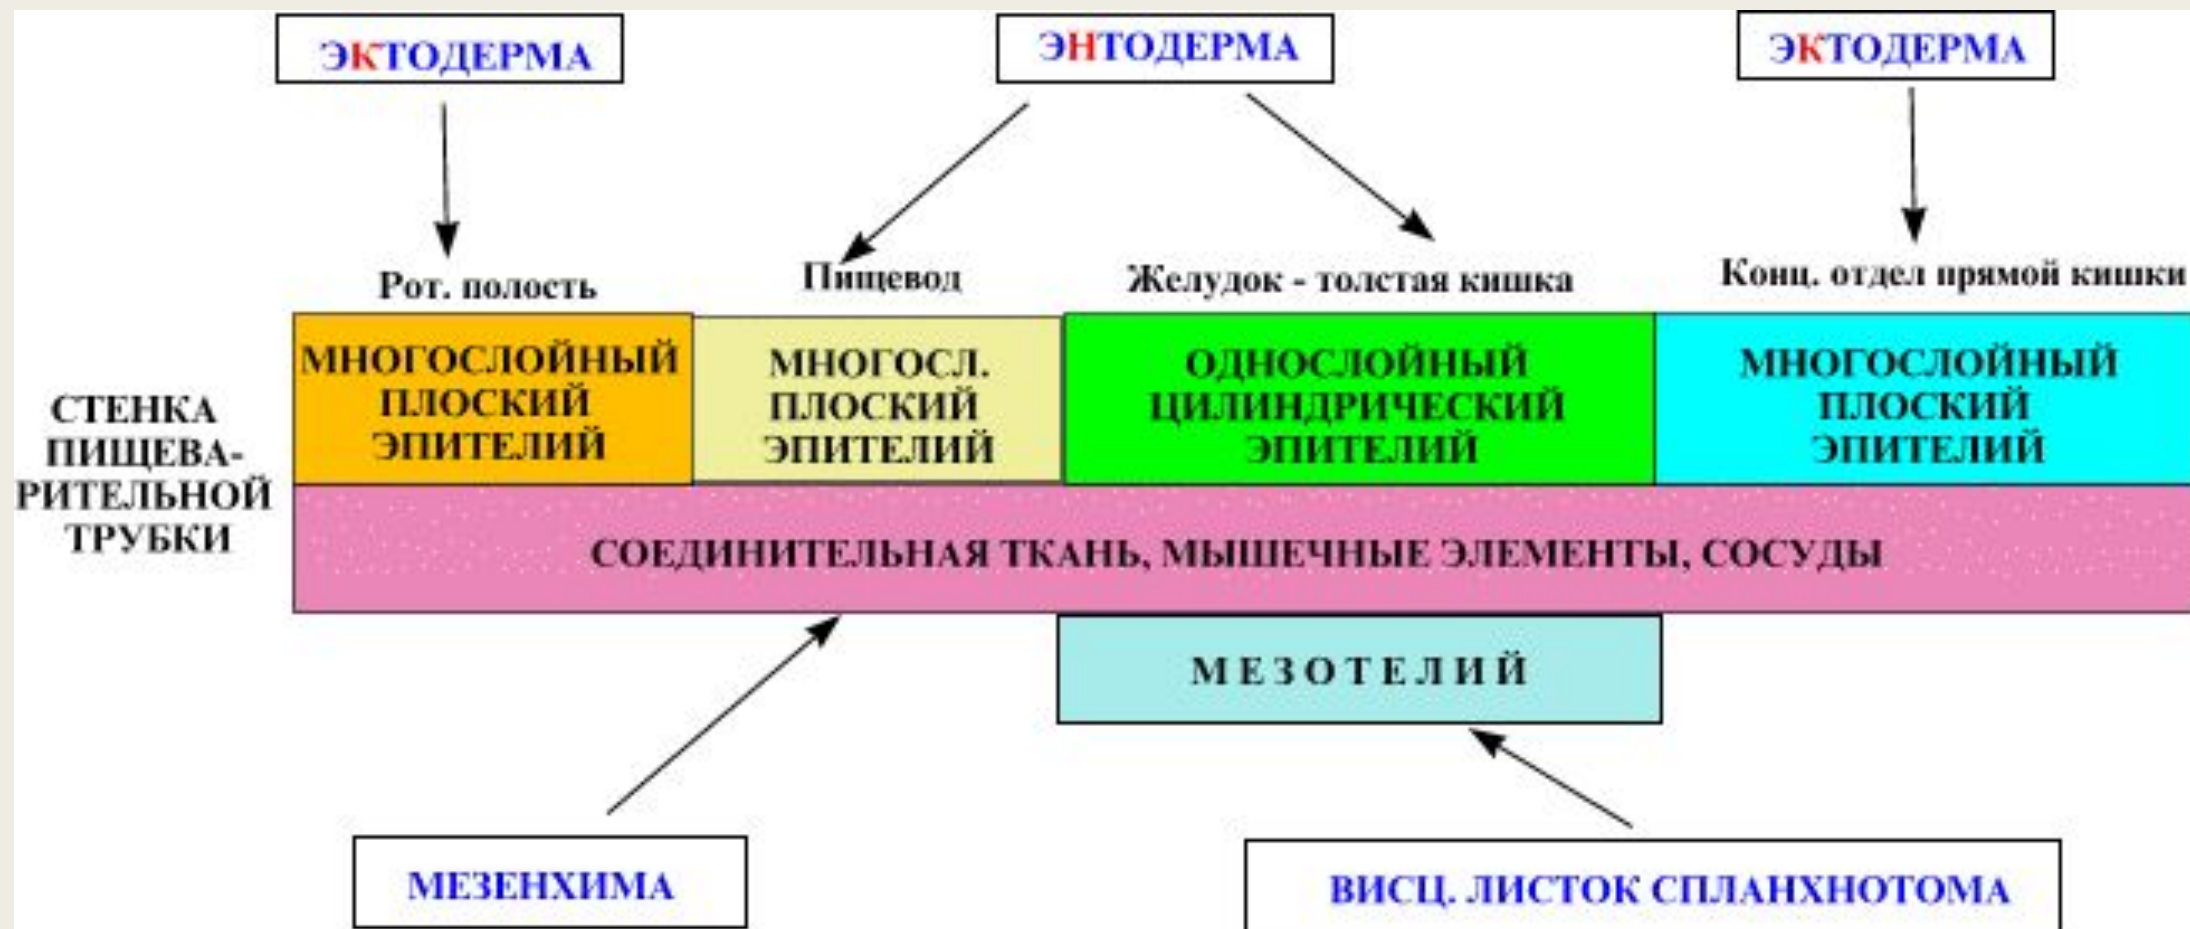 ЭКТОДЕРМА
ЭНТОДЕРМА
ЭКТОДЕРМА
Рот. полость
Пищевод
Желудок - толстая кишка
Конц. отдел прямой кишки
СТЕНКА
ПИЩЕВА-
РИТЕЛЬНОЙ
ТРУБКИ
МНОГОСЛОЙНЫЙ
ПЛОСКИЙ
ЭПИТЕЛИЙ
МНОГОСЛ.
ПЛОСКИЙ
ЭПИТЕЛИЙ
ОДНОСЛОЙНЫЙ
ЦИЛИНДРИЧЕСКИЙ
ЭПИТЕЛИЙ
МНОГОСЛОЙНЫЙ
ПЛОСКИЙ
ЭПИТЕЛИЙ
СОЕДИНИТЕЛЬНАЯ ТКАНЬ, МЫШЕЧНЫЕ ЭЛЕМЕНТЫ, СОСУДЫ
МЕЗОТЕЛИЙ
МЕЗЕНХИМА
ВИСЦ. ЛИСТОК СПЛАНХНОТОМА